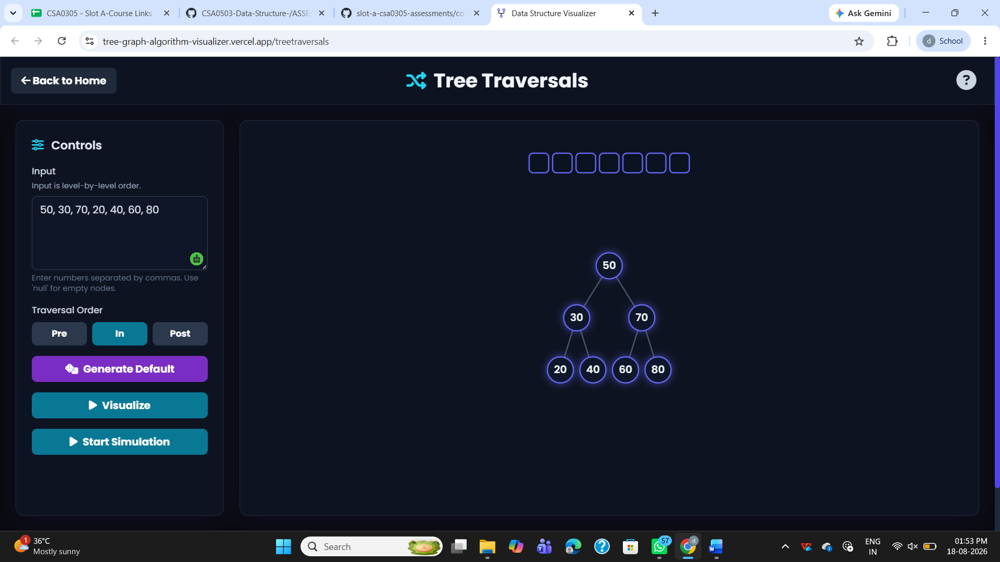 CSA0305 - Slot A-Course Links
CSA0503-Data-Structure-/ASSE
slot-a-csa0305-assessments/co
Data Structure Visualizer
Ask Gemini
tree-graph-algorithm-visualizer.vercel.app/treetraversals
d
School
Back to Home
Tree Traversals
?
Controls
Input
Input is level-by-level order.
50, 30, 70, 20, 40, 60, 80
Enter numbers separated by commas. Use
'null' for empty nodes.
Traversal Order
Pre
In
Post
Generate Default
Visualize
Start Simulation
50
30
70
20
40
60
80
1
36°C
Mostly sunny
Search
57
d
ENG
IN
01:53 PM
18-08-2026